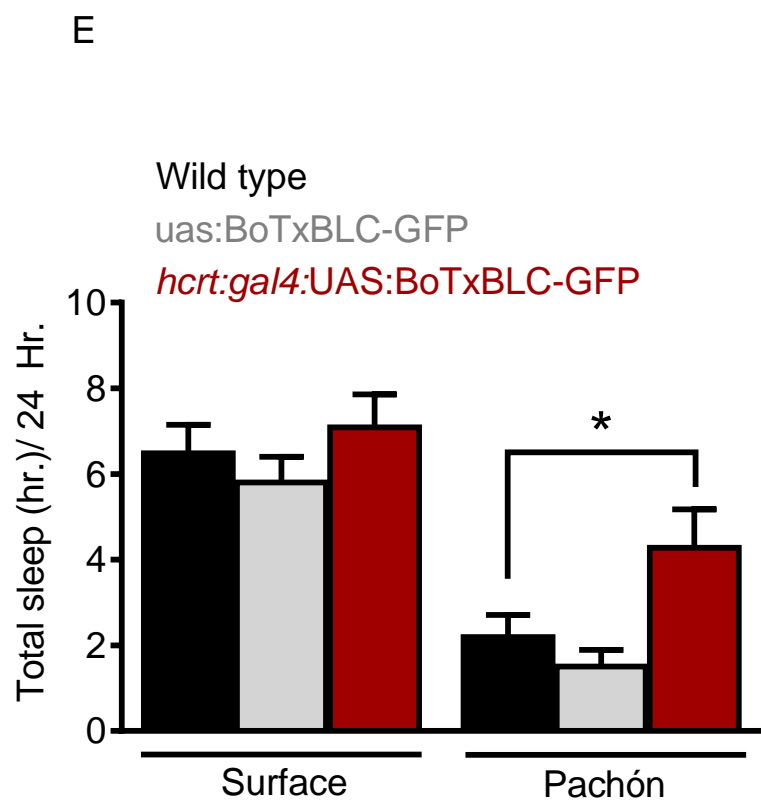 E
Wild type
uas:BoTxBLC-GFP
hcrt:gal4:UAS:BoTxBLC-GFP
Total sleep (hr.)/ 24 Hr.
10
8
6
4
2
0
*
Surface
Pachón